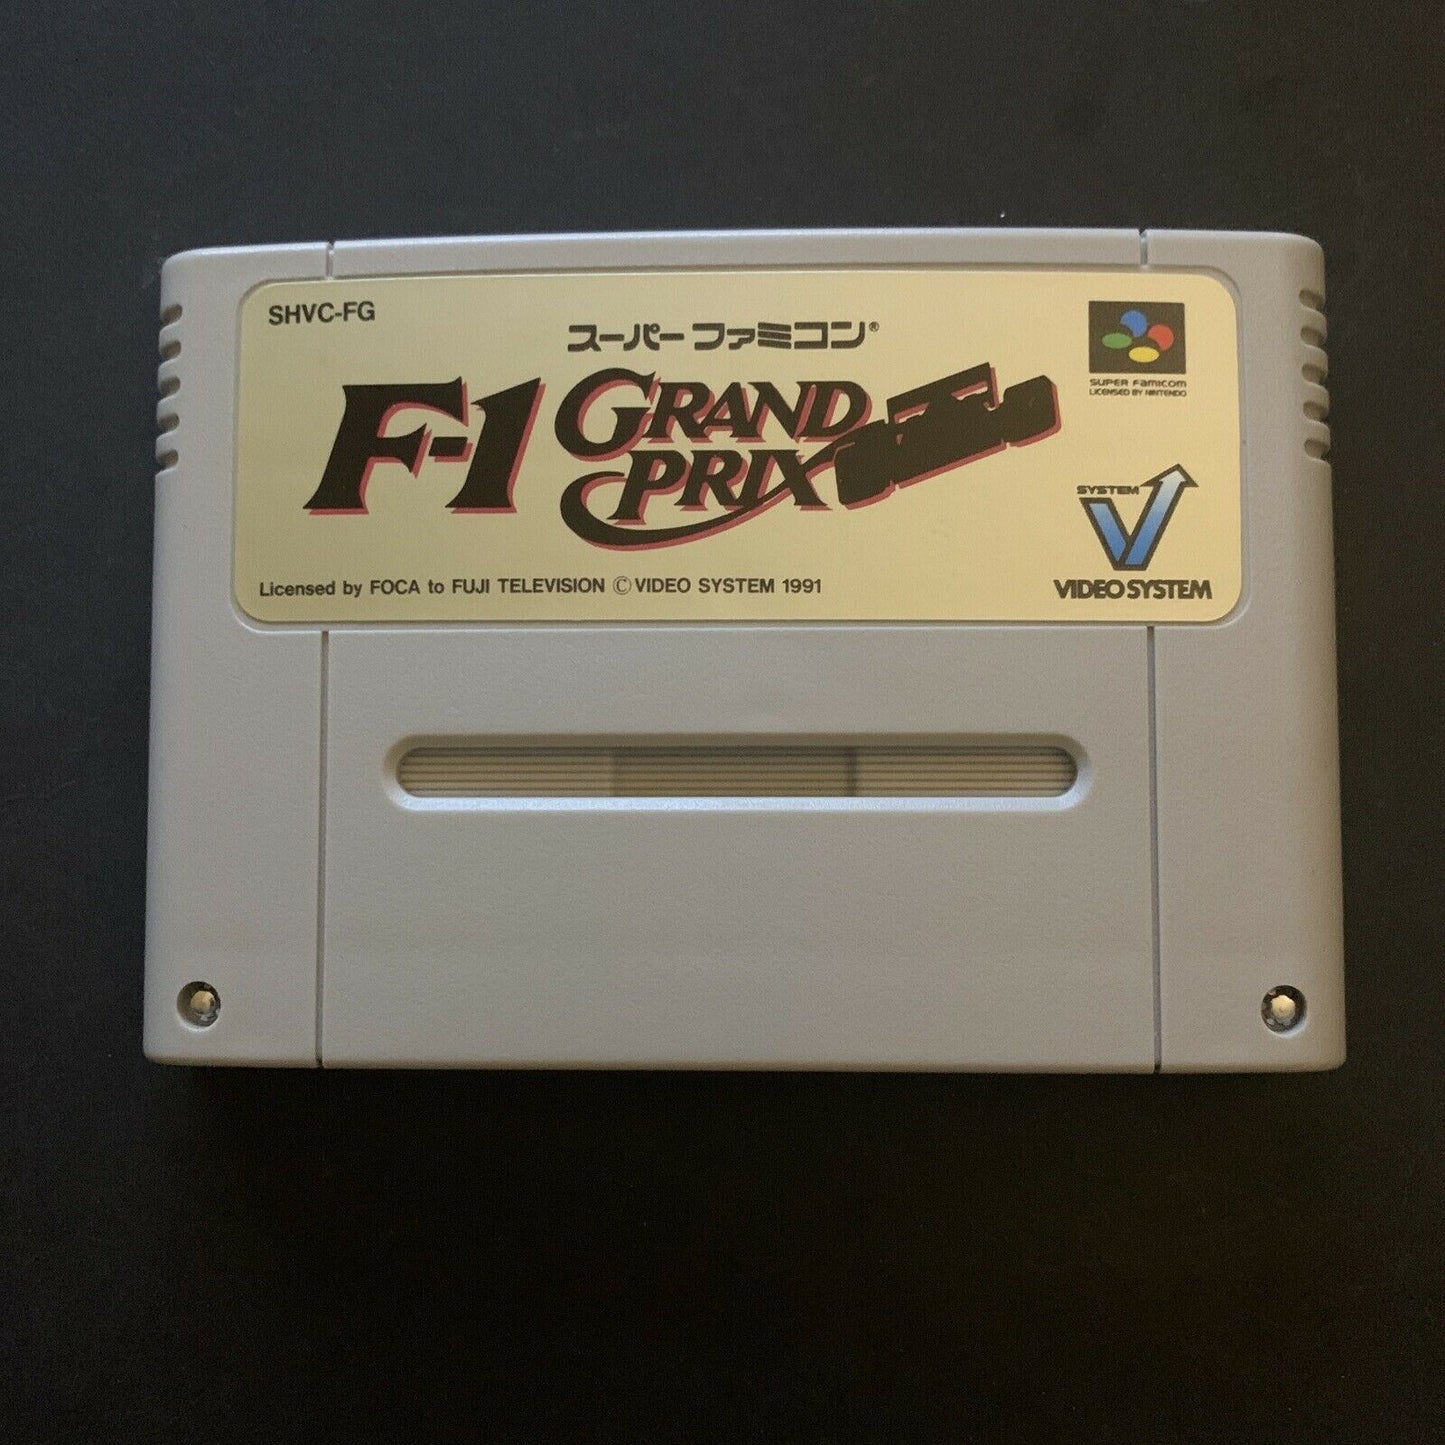 SHVC-FG
スーパーファミコン®
F-1 GRAND PRIX
SUPER FAMICOM
LICENSED BY NINTENDO
SYSTEM
V
VIDEO SYSTEM
Licensed by FOCA to FUJI TELEVISION ©VIDEO SYSTEM 1991